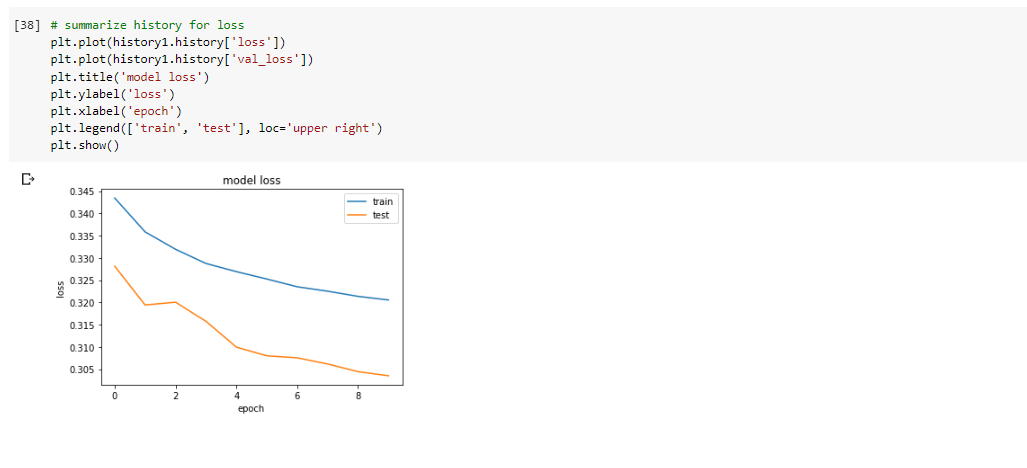 [38] # summarize history for loss
plt.plot(history1.history['loss'])
plt.plot(history1.history['val_loss'])
plt.title('model loss')
plt.ylabel('loss')
plt.xlabel('epoch')
plt.legend(['train', 'test'], loc='upper right')
plt.show()
model loss
train
test
0.345
0.340
0.335
0.330
0.325
0.320
0.315
0.310
0.305
loss
0 2 4 6 8
epoch